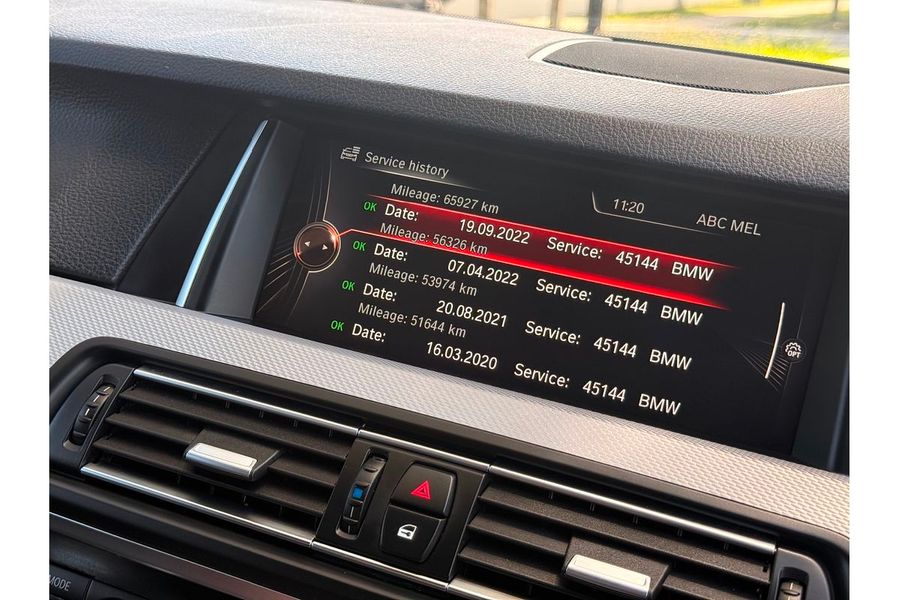 Service history
11:20
ABC MEL
Mileage: 65927 km
OK Date: 19.09.2022 Service: 45144 BMW
Mileage: 56326 km
OK Date: 07.04.2022 Service: 45144 BMW
Mileage: 53974 km
OK Date: 20.08.2021 Service: 45144 BMW
Mileage: 51644 km
OK Date: 16.03.2020 Service: 45144 BMW
OPT
MODE